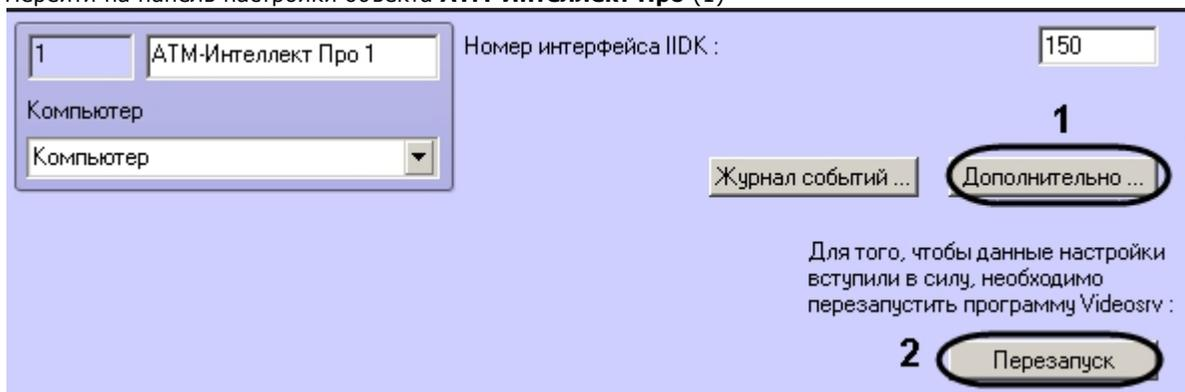 Перейти на панель настройки объекта АТМ-Интеллект Про (1)
1 АТМ-Интеллект Про 1
Номер интерфейса IIDK : 150
Компьютер
Компьютер
1
Журнал событий ... Дополнительно ...
Для того, чтобы данные настройки
вступили в силу, необходимо
перезапустить программу Videosrv :
2 Перезапуск